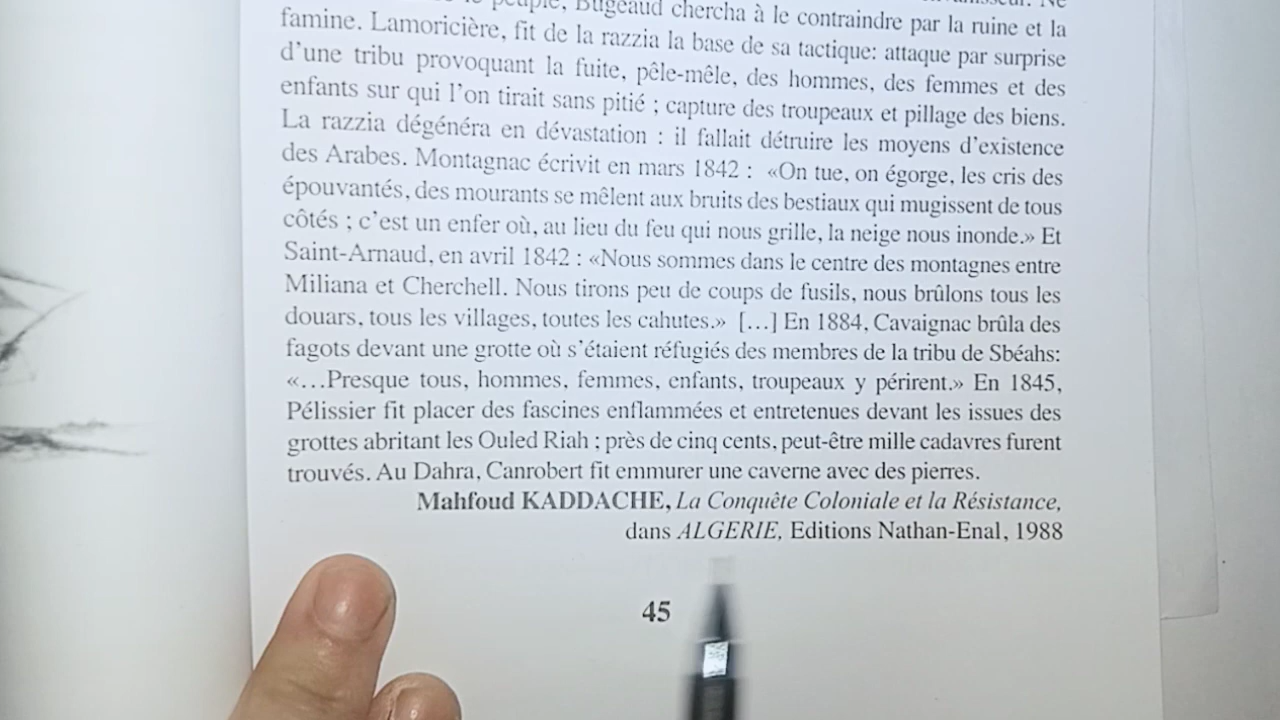 peuple, Bugeaud chercha à le contraindre par la ruine et la
famine. Lamoricière, fit de la razzia la base de sa tactique: attaque par surprise
d'une tribu provoquant la fuite, pêle-mêle, des hommes, des femmes et des
enfants sur qui l'on tirait sans pitié ; capture des troupeaux et pillage des biens.
La razzia dégénéra en dévastation : il fallait détruire les moyens d'existence
des Arabes. Montagnac écrivit en mars 1842 : «On tue, on égorge, les cris des
épouvantés, des mourants se mêlent aux bruits des bestiaux qui mugissent de tous
côtés ; c'est un enfer où, au lieu du feu qui nous grille, la neige nous inonde.» Et
Saint-Arnaud, en avril 1842 : «Nous sommes dans le centre des montagnes entre
Miliana et Cherchell. Nous tirons peu de coups de fusils, nous brûlons tous les
douars, tous les villages, toutes les cahutes.» [...] En 1884, Cavaignac brûla des
fagots devant une grotte où s'étaient réfugiés des membres de la tribu de Sbéahs:
«...Presque tous, hommes, femmes, enfants, troupeaux y périrent.» En 1845,
Pélissier fit placer des fascines enflammées et entretenues devant les issues des
grottes abritant les Ouled Riah ; près de cinq cents, peut-être mille cadavres furent
trouvés. Au Dahra, Canrobert fit emmurer une caverne avec des pierres.
Mahfoud KADDACHE, La Conquête Coloniale et la Résistance,
dans ALGERIE, Editions Nathan-Enal, 1988
45